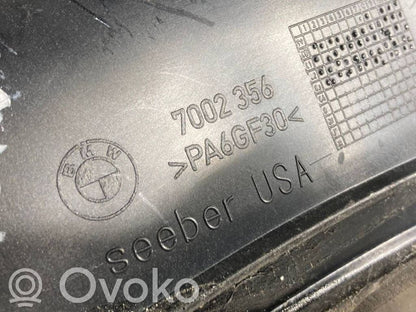 BMW
7002 356
>PA6GF30<
seeber USA
OVOKO